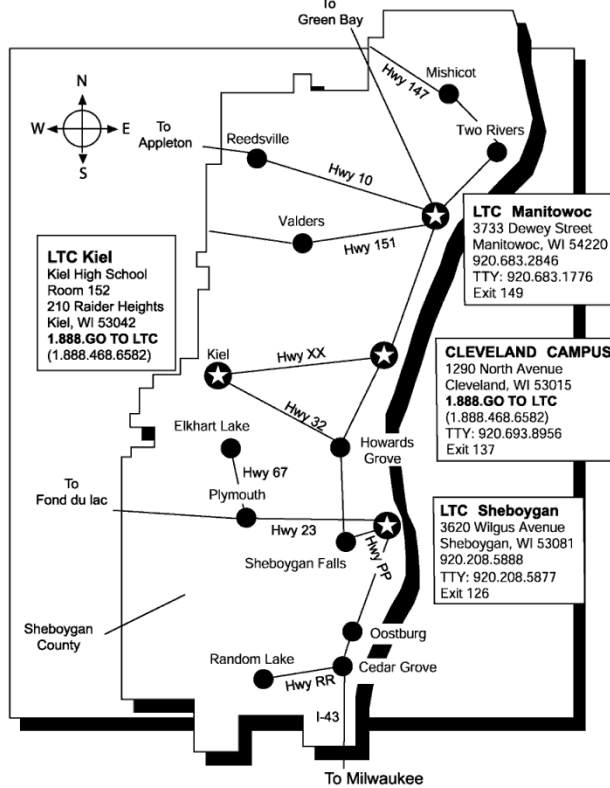 To
Green Bay
Hwy 147
Mishicot
N
W
E
S
To
Appleton
Reedsville
Two Rivers
Hwy 10
Valders
Hwy 151
LTC Manitowoc
3733 Dewey Street
Manitowoc, WI 54220
920.683.2846
TTY: 920.683.1776
Exit 149
LTC Kiel
Kiel High School
Room 152
210 Raider Heights
Kiel, WI 53042
1.888.GO TO LTC
(1.888.468.6582)
Kiel
Hwy XX
CLEVELAND CAMPUS
1290 North Avenue
Cleveland, WI 53015
1.888.GO TO LTC
(1.888.468.6582)
TTY: 920.693.8956
Exit 137
Hwy 32
Elkhart Lake
Howards
Grove
Hwy 67
To
Fond du lac
Plymouth
Hwy 23
LTC Sheboygan
3620 Wilgus Avenue
Sheboygan, WI 53081
920.208.5888
TTY: 920.208.5877
Exit 126
Sheboygan Falls
Hwy PP
Sheboygan
County
Oostburg
Random Lake
Cedar Grove
Hwy RR
I-43
To Milwaukee